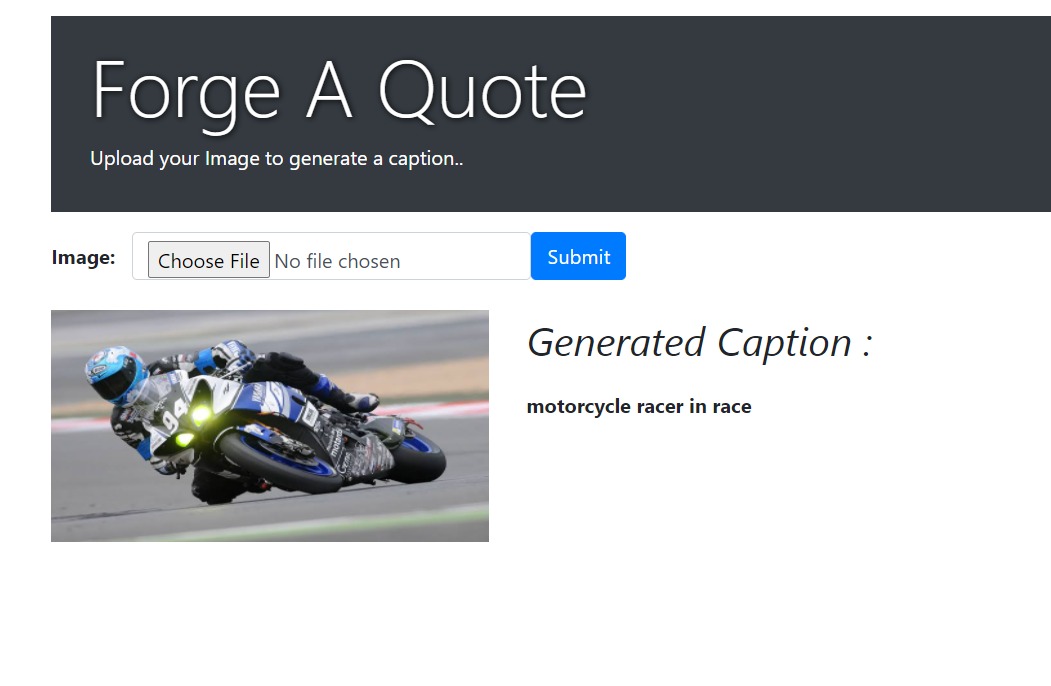 Forge A Quote
Upload your Image to generate a caption..
Image: Choose File No file chosen Submit
Generated Caption :
motorcycle racer in race
94